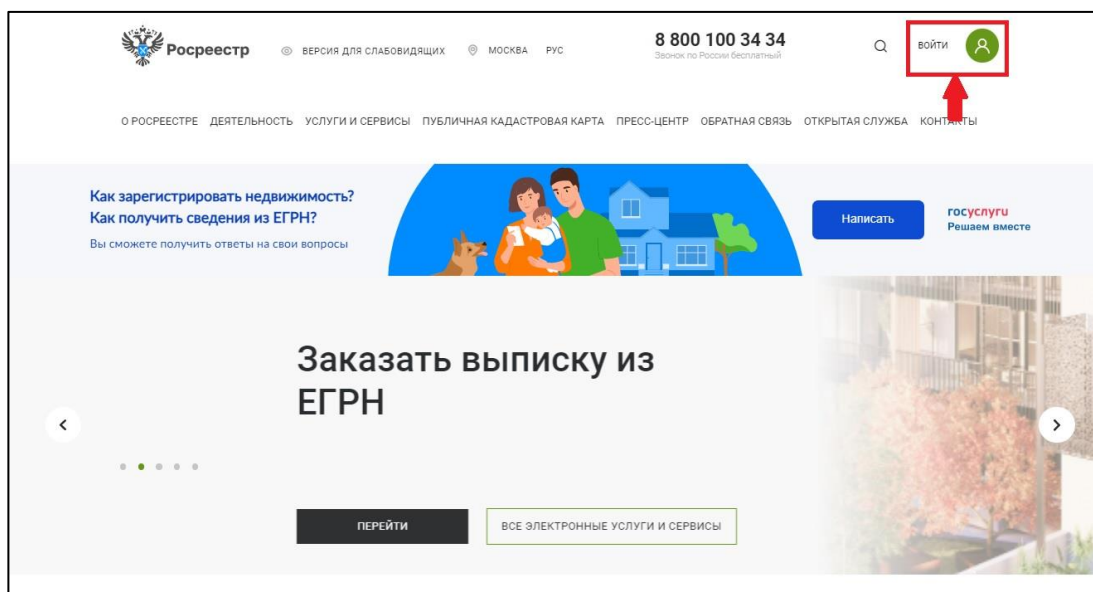 Росреестр
ВЕРСИЯ ДЛЯ СЛАБОВИДЯЩИХ
МОСКВА
РУС
8 800 100 34 34
Звонок по России бесплатный
ВОЙТИ
О РОСРЕЕСТРЕ ДЕЯТЕЛЬНОСТЬ УСЛУГИ И СЕРВИСЫ ПУБЛИЧНАЯ КАДАСТРОВАЯ КАРТА ПРЕСС-ЦЕНТР ОБРАТНАЯ СВЯЗЬ ОТКРЫТАЯ СЛУЖБА КОНТАКТЫ
Как зарегистрировать недвижимость?
Как получить сведения из ЕГРН?
Вы сможете получить ответы на свои вопросы
Написать
госуслуги
Решаем вместе
Заказать выписку из
ЕГРН
ПЕРЕЙТИ
ВСЕ ЭЛЕКТРОННЫЕ УСЛУГИ И СЕРВИСЫ